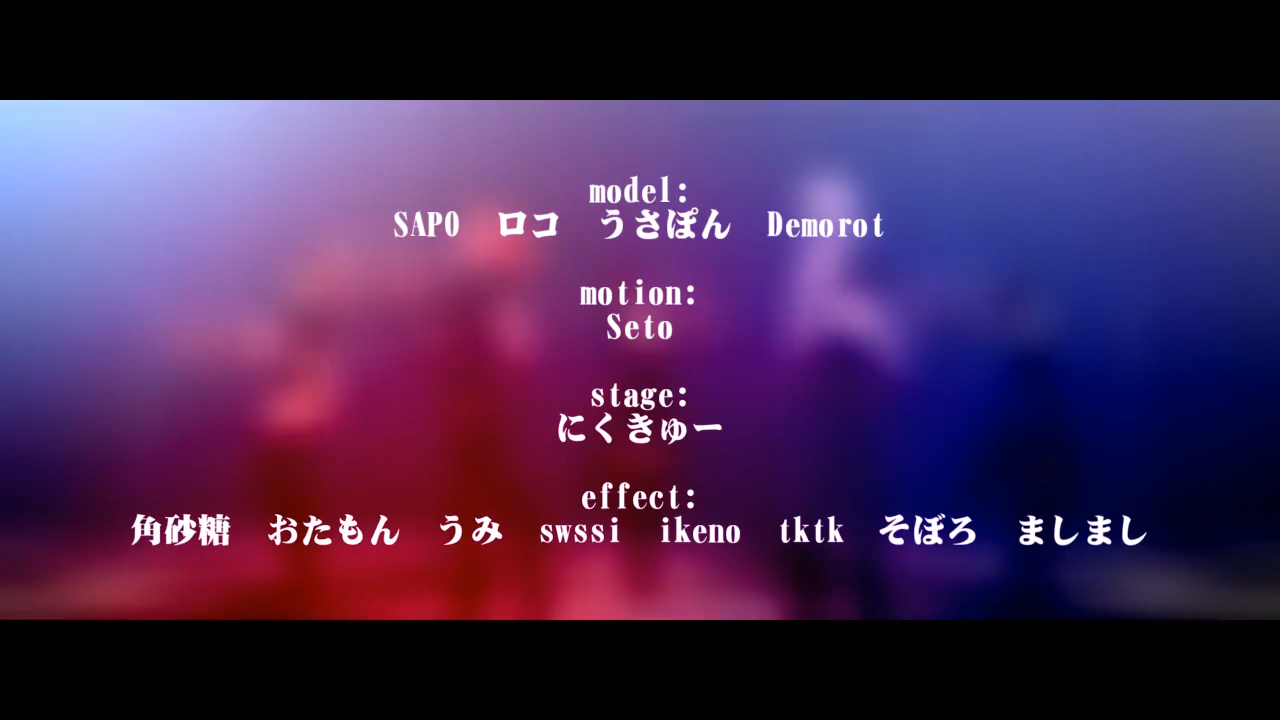 model:
SAPO　ロコ　うさぽん　Demorot
motion:
Seto
stage:
にくきゅー
effect:
角砂糖　おたもん　うみ　swssi　ikeno　tktk　そぼろ　ましまし